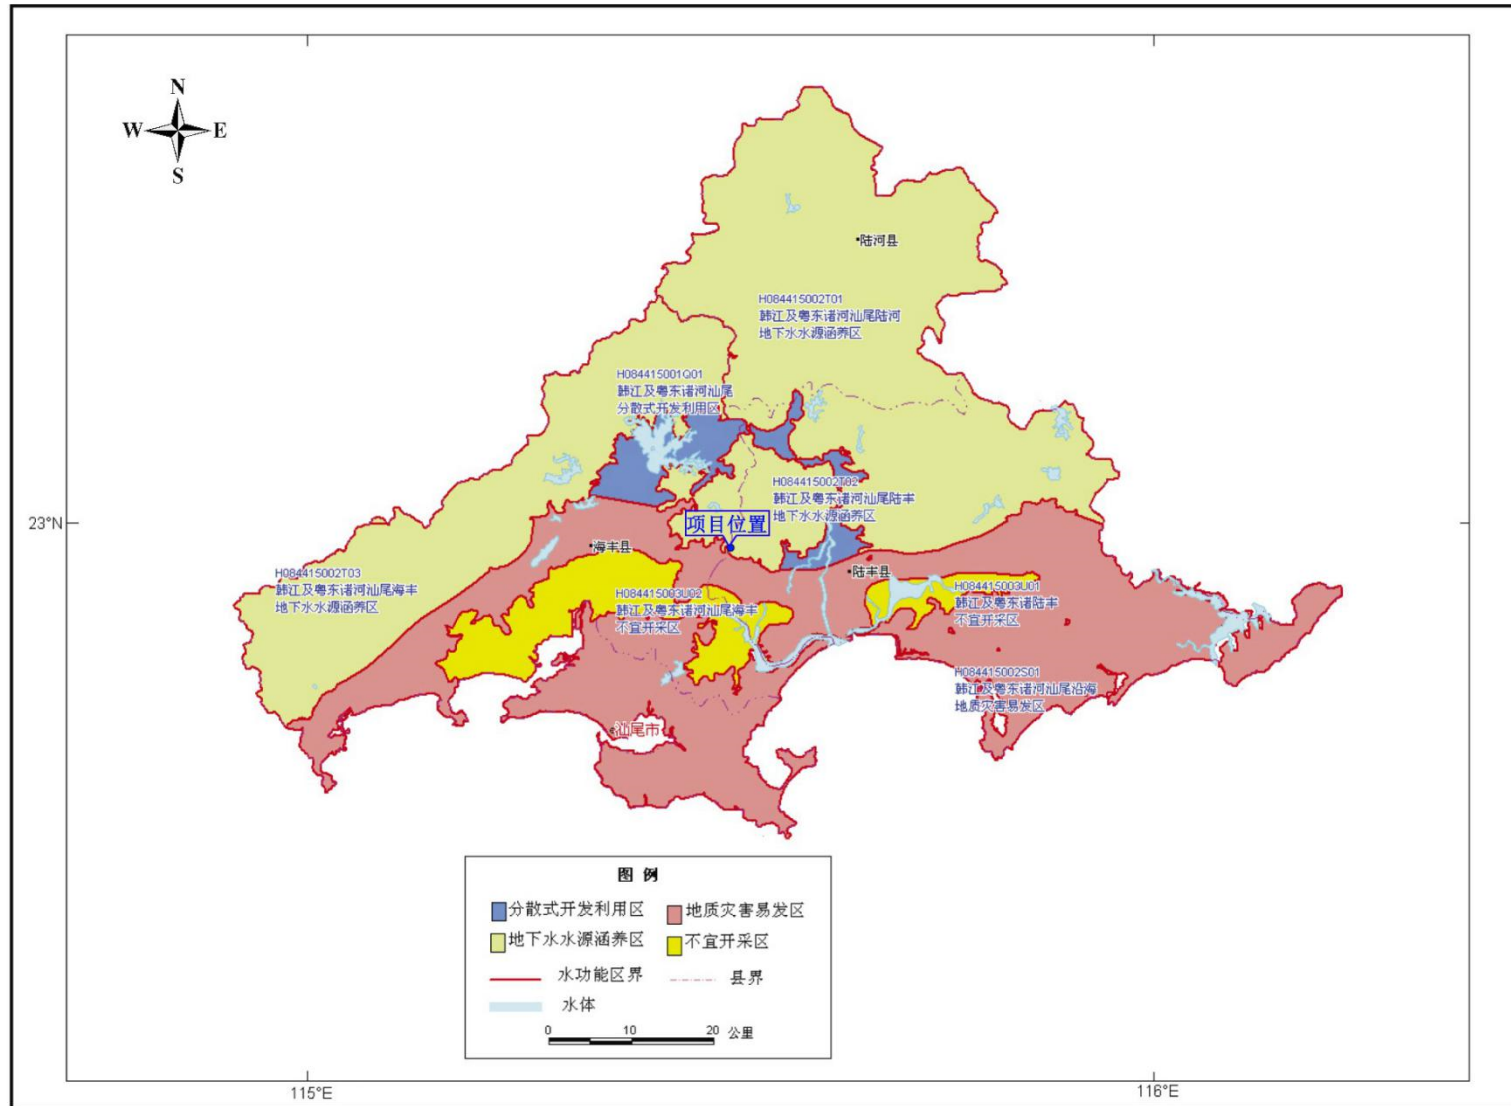 N
W E
S
陆河县
H084415002T01
韩江及粤东诸河汕尾陆河
地下水水源涵养区
H084415001Q01
韩江及粤东诸河汕尾
分散式开发利用区
H084415002T02
韩江及粤东诸河汕尾陆丰
地下水水源涵养区
项目位置
23°N
海丰县
陆丰县
H084415002T03
韩江及粤东诸河汕尾海丰
地下水水源涵养区
H084415003U02
韩江及粤东诸河汕尾海丰
不宜开采区
H084415003U01
韩江及粤东诸陆丰
不宜开采区
H084415002S01
韩江及粤东诸河汕尾沿海
地质灾害易发区
汕尾市
图 例
分散式开发利用区 地质灾害易发区
地下水水源涵养区 不宜开采区
水功能区界 县界
水体
0 10 20 公里
115°E 116°E